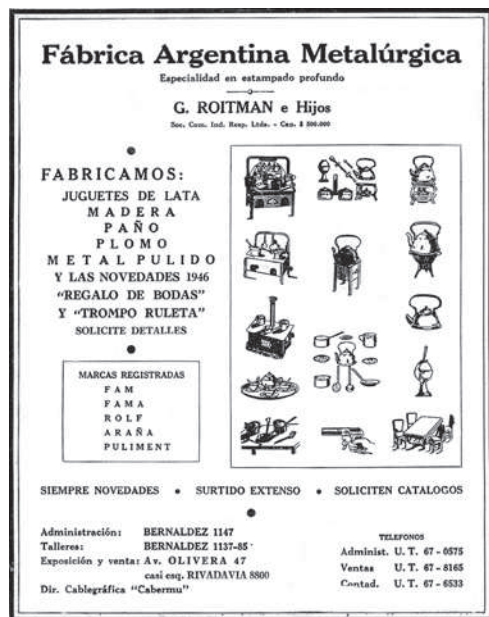 Fábrica Argentina Metalúrgica
Especialidad en estampado profundo
G. ROITMAN e Hijos
Soc. Com. Ind. Resp. Ltda. - Cap. $ 500.000
FABRICAMOS:
JUGUETES DE LATA
MADERA
PAÑO
PLOMO
METAL PULIDO
Y LAS NOVEDADES 1946
"REGALO DE BODAS"
Y "TROMPO RULETA"
SOLICITE DETALLES
MARCAS REGISTRADAS
FAM
FAMA
ROLF
ARAÑA
PULIMENT
SIEMPRE NOVEDADES • SURTIDO EXTENSO • SOLICITEN CATALOGOS
Administración: BERNALDEZ 1147
Talleres: BERNALDEZ 1137-85
Exposición y venta: Av. OLIVERA 47
casi esq. RIVADAVIA 8800
Dir. Cablegráfica "Cabermu"
TELEFONOS
Administ. U. T. 67 - 0575
Ventas U. T. 67 - 8165
Contad. U. T. 67 - 6533